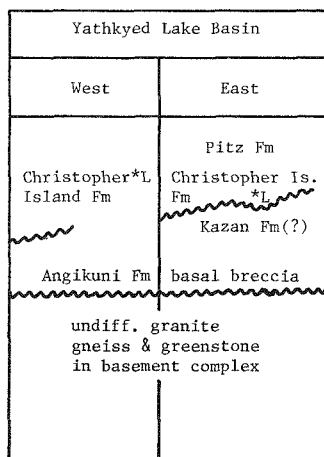 Yathkyed Lake Basin
West East
Pitz Fm
Christopher*L Christopher Is.
Island Fm Fm *L
Kazan Fm(?)
Angikuni Fm basal breccia
undiff. granite
gneiss & greenstone
in basement complex